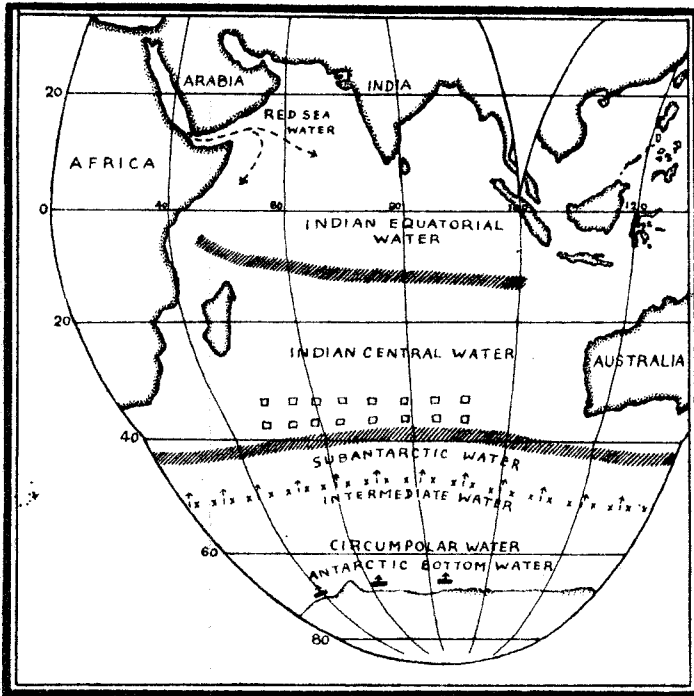 ARABIA
INDIA
20
RED SEA
WATER
AFRICA
0
40
60
80
100
120
INDIAN EQUATORIAL
WATER
20
INDIAN CENTRAL WATER
AUSTRALIA
40
SUBANTARCTIC WATER
INTERMEDIATE WATER
CIRCUMPOLAR WATER
60
ANTARCTIC BOTTOM WATER
80